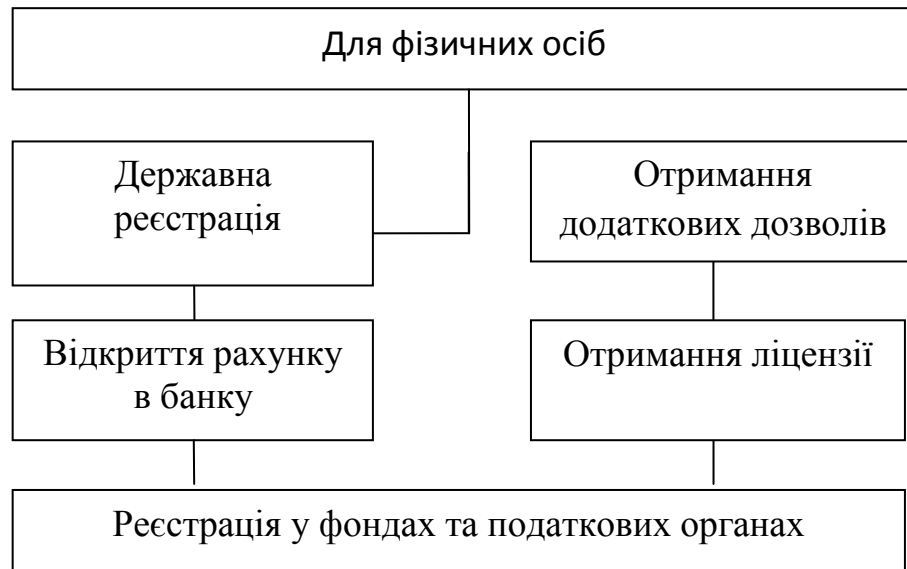 Для фізичних осіб
Державна
реєстрація
Отримання
додаткових дозволів
Відкриття рахунку
в банку
Отримання ліцензії
Реєстрація у фондах та податкових органах